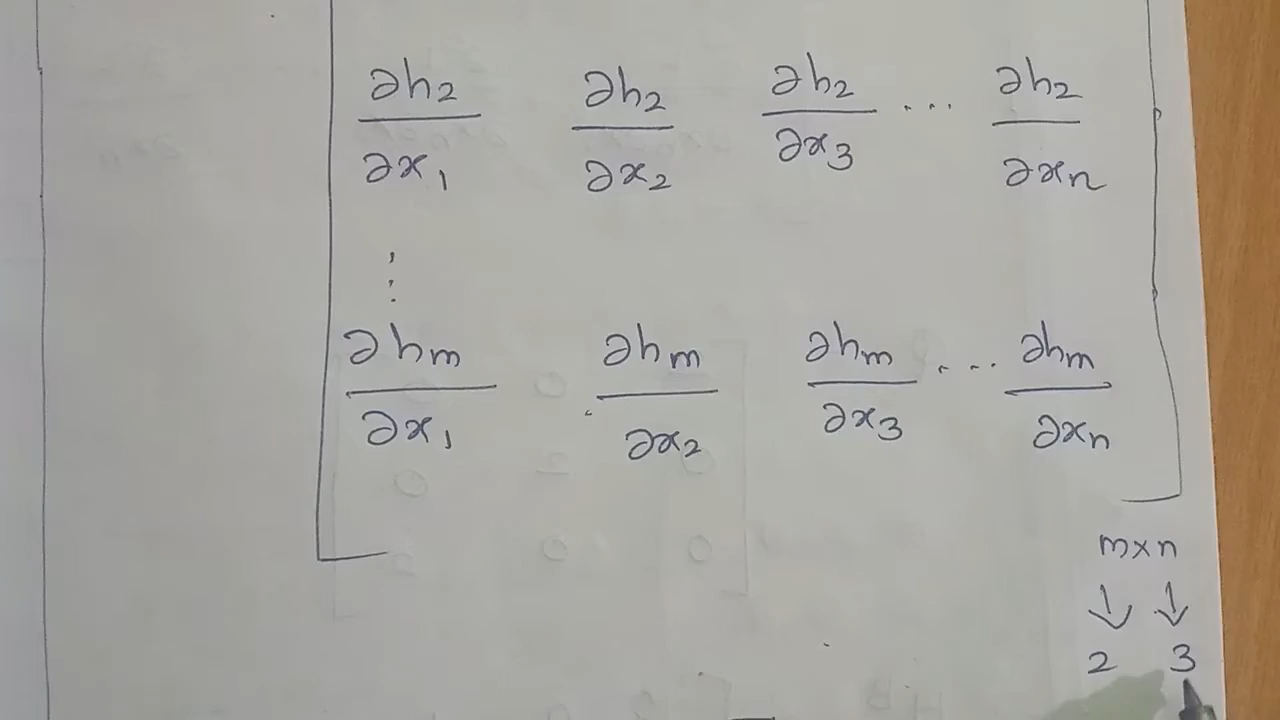 ∂h₂ ∂h₂ ∂h₂ ... ∂h₂
∂x₁ ∂x₂ ∂x₃ ∂xₙ
⋮
∂hₘ ∂hₘ ∂hₘ ... ∂hₘ
∂x₁ ∂x₂ ∂x₃ ∂xₙ
m×n
↓ ↓
2 3